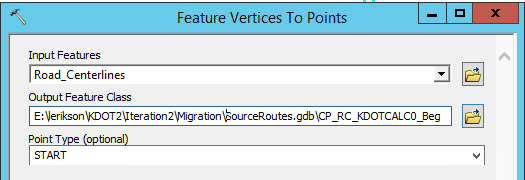 Feature Vertices To Points
Input Features
Road_Centerlines
Output Feature Class
E:\lerikson\KDOT2\Iteration2\Migration\SourceRoutes.gdb\CP_RC_KDOTCALC0_Beg
Point Type (optional)
START